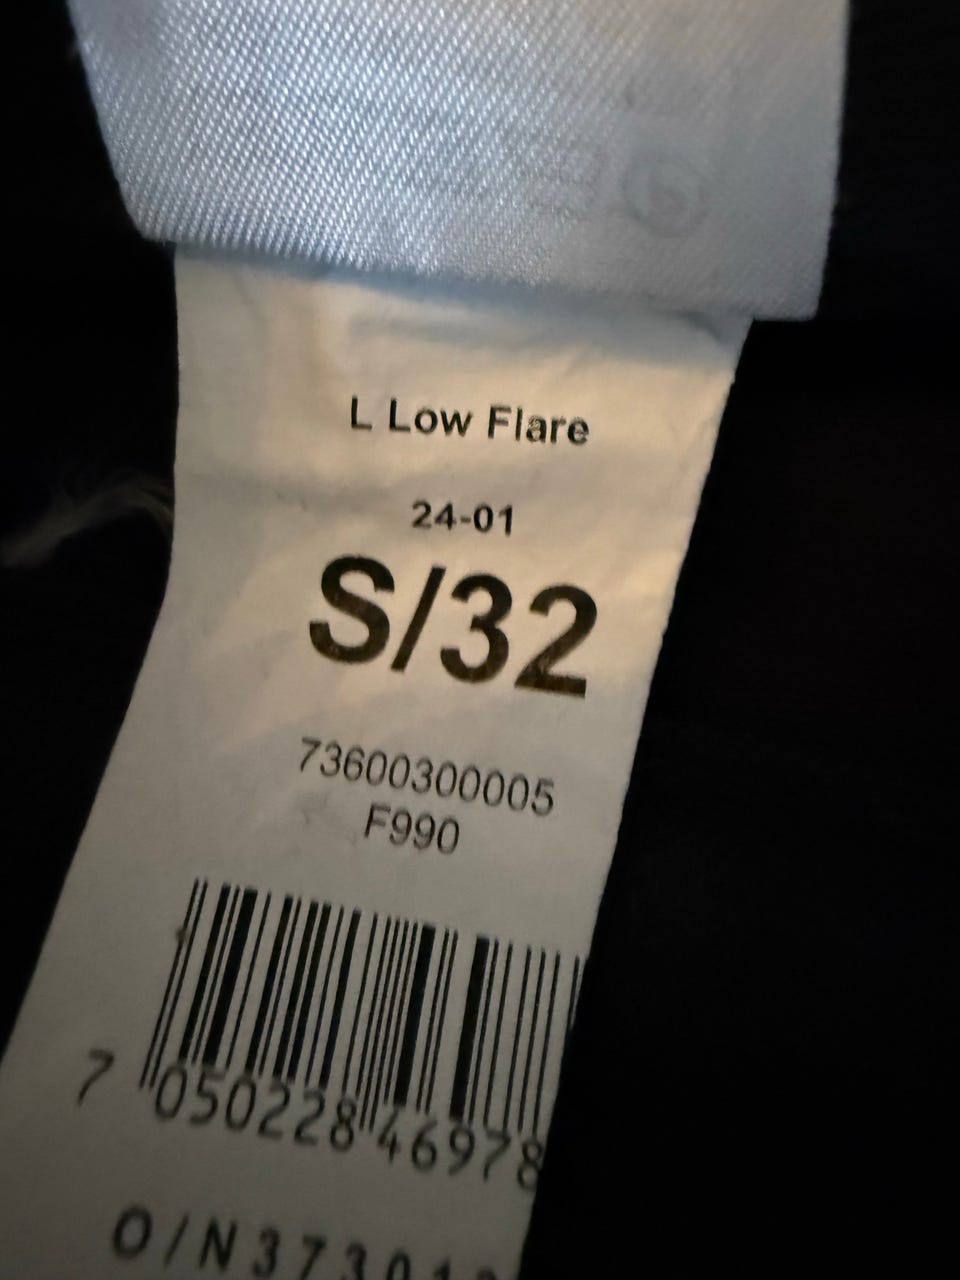 L Low Flare
24-01
S/32
73600300005
F990
7 050228 46978